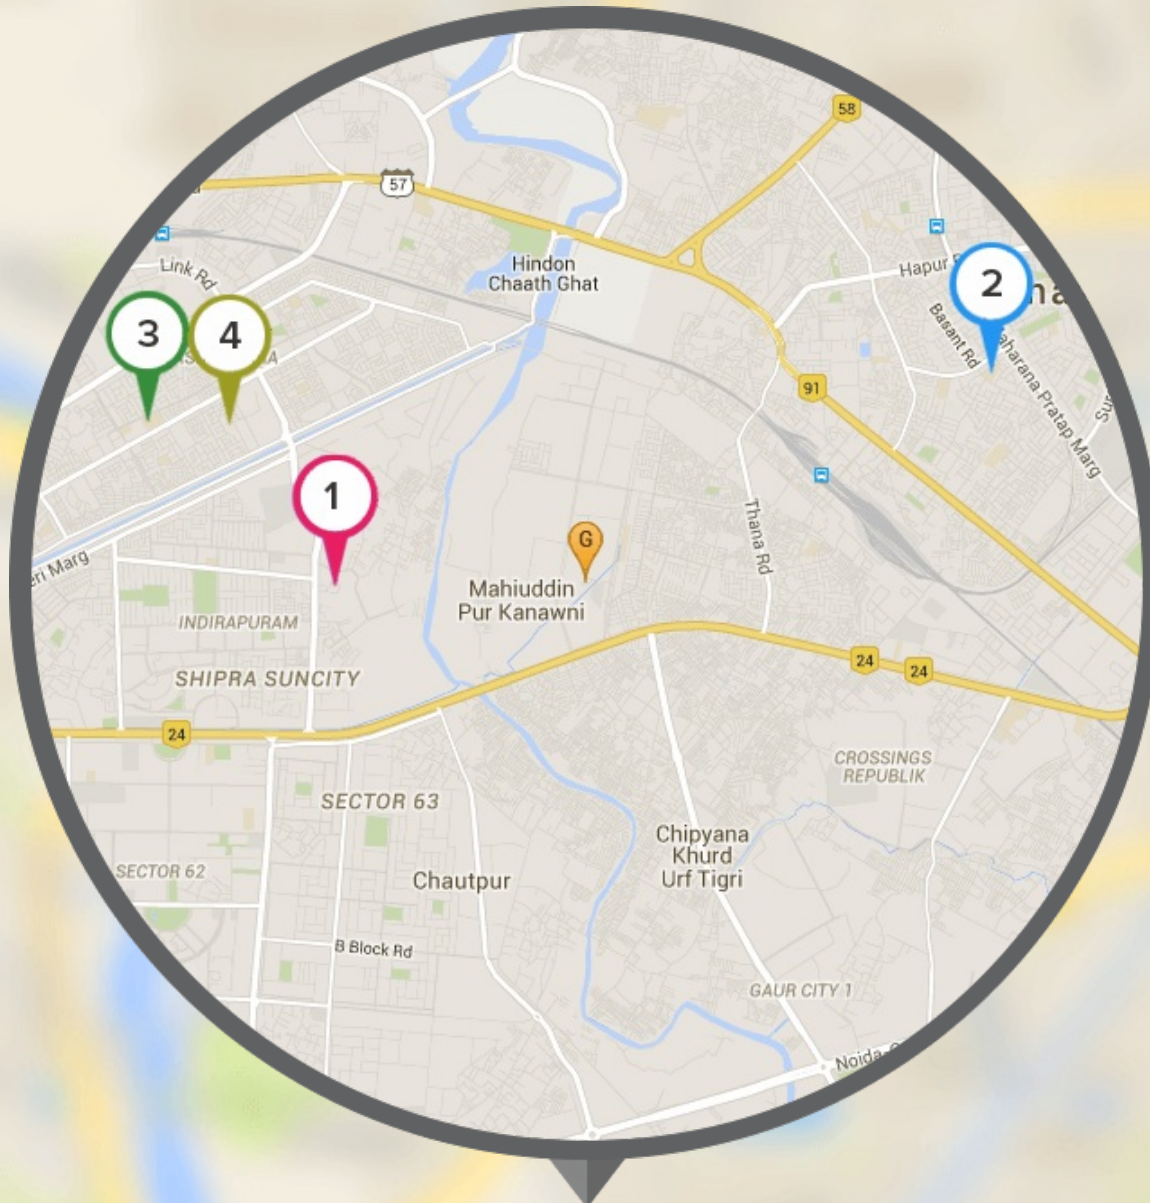 58
57
Link Rd
Hindon
Chaath Ghat
Hapur
2
3
4
Basant Rd
91
Maharana Pratap Marg
1
Thana Rd
G
Mahiuddin
Pur Kanawni
eri Marg
INDIRAPURAM
SHIPRA SUNCITY
24
24
24
CROSSINGS
REPUBLIK
SECTOR 63
Chipyana
Khurd
Urf Tigri
SECTOR 62
Chautpur
B Block Rd
GAUR CITY 1
Noida